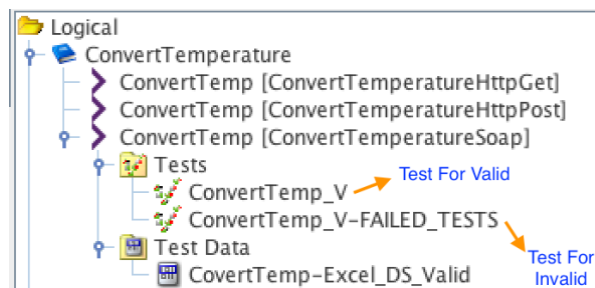 Logical
ConvertTemperature
ConvertTemp [ConvertTemperatureHttpGet]
ConvertTemp [ConvertTemperatureHttpPost]
ConvertTemp [ConvertTemperatureSoap]
Tests
ConvertTemp_V
Test For Valid
ConvertTemp_V-FAILED_TESTS
Test For
Invalid
Test Data
CovertTemp-Excel_DS_Valid